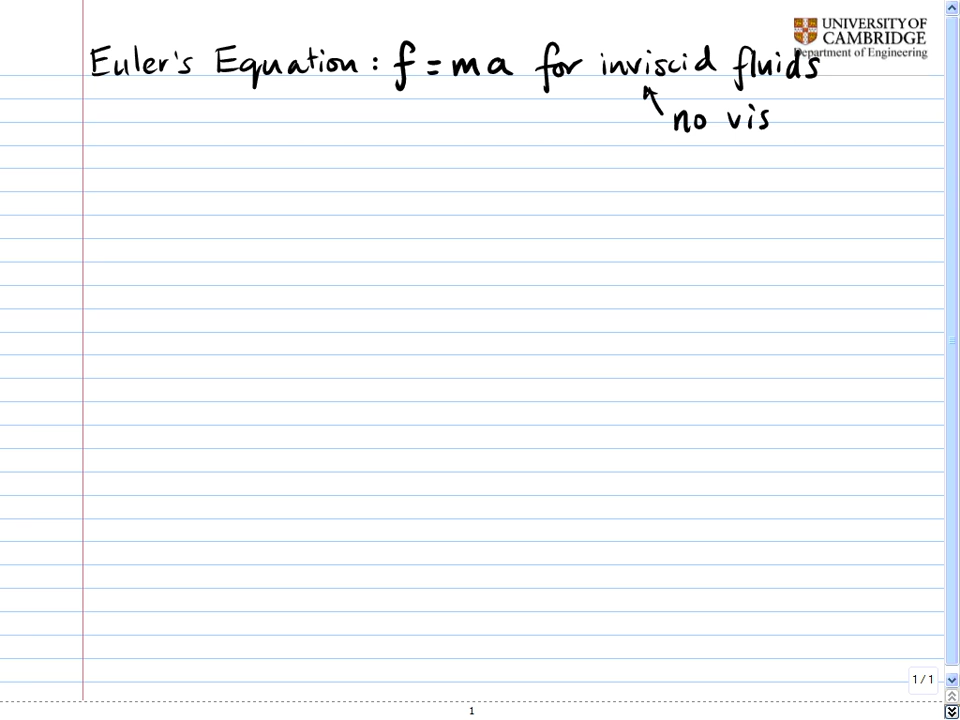 UNIVERSITY OF
CAMBRIDGE
Department of Engineering
Euler's Equation : f = ma for inviscid fluids
no vis
1 / 1
1